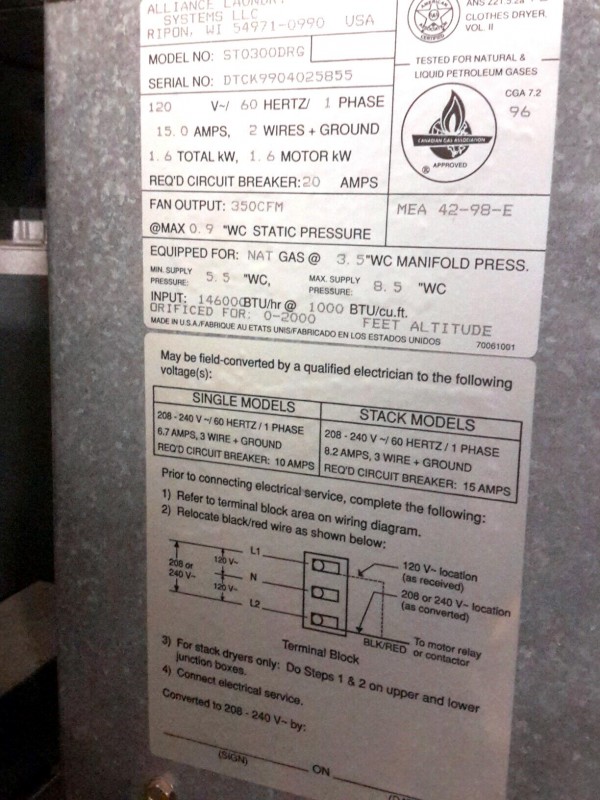 ALLIANCE LAUNDRY
SYSTEMS LLC
RIPON, WI 54971-0990 USA
MODEL NO: ST0300DRG
SERIAL NO: DTCK9904025855
120 V~/ 60 HERTZ/ 1 PHASE
15.0 AMPS, 2 WIRES + GROUND
1.6 TOTAL kW, 1.6 MOTOR kW
REQ'D CIRCUIT BREAKER: 20 AMPS
FAN OUTPUT: 350CFM
@MAX 0.9 "WC STATIC PRESSURE
CLOTHES DRYER,
VOL. II
TESTED FOR NATURAL &
LIQUID PETROLEUM GASES
CGA 7.2
96
CANADIAN GAS ASSOCIATION
APPROVED
®
MEA 42-98-E
EQUIPPED FOR: NAT GAS @ 3.5"WC MANIFOLD PRESS.
MIN. SUPPLY PRESSURE: 5.5 "WC, MAX. SUPPLY PRESSURE: 8.5 "WC
INPUT: 146000BTU/hr @ 1000 BTU/cu.ft.
ORIFICED FOR: 0-2000 FEET ALTITUDE
MADE IN U.S.A./FABRIQUE AU ETATS UNIS/FABRICADO EN LOS ESTADOS UNIDOS 70061001
May be field-converted by a qualified electrician to the following
voltage(s):
SINGLE MODELS
208 - 240 V ~/ 60 HERTZ / 1 PHASE
6.7 AMPS, 3 WIRE + GROUND
REQ'D CIRCUIT BREAKER: 10 AMPS
STACK MODELS
208 - 240 V ~/ 60 HERTZ / 1 PHASE
8.2 AMPS, 3 WIRE + GROUND
REQ'D CIRCUIT BREAKER: 15 AMPS
Prior to connecting electrical service, complete the following:
1) Refer to terminal block area on wiring diagram.
2) Relocate black/red wire as shown below:
208 or
240 V~
120 V~
120 V~
L1
N
L2
120 V~ location
(as received)
208 or 240 V~ location
(as converted)
BLK/RED
To motor relay
or contactor
Terminal Block
3) For stack dryers only: Do Steps 1 & 2 on upper and lower
junction boxes.
4) Connect electrical service.
Converted to 208 - 240 V~ by:
ON
(SIGN)